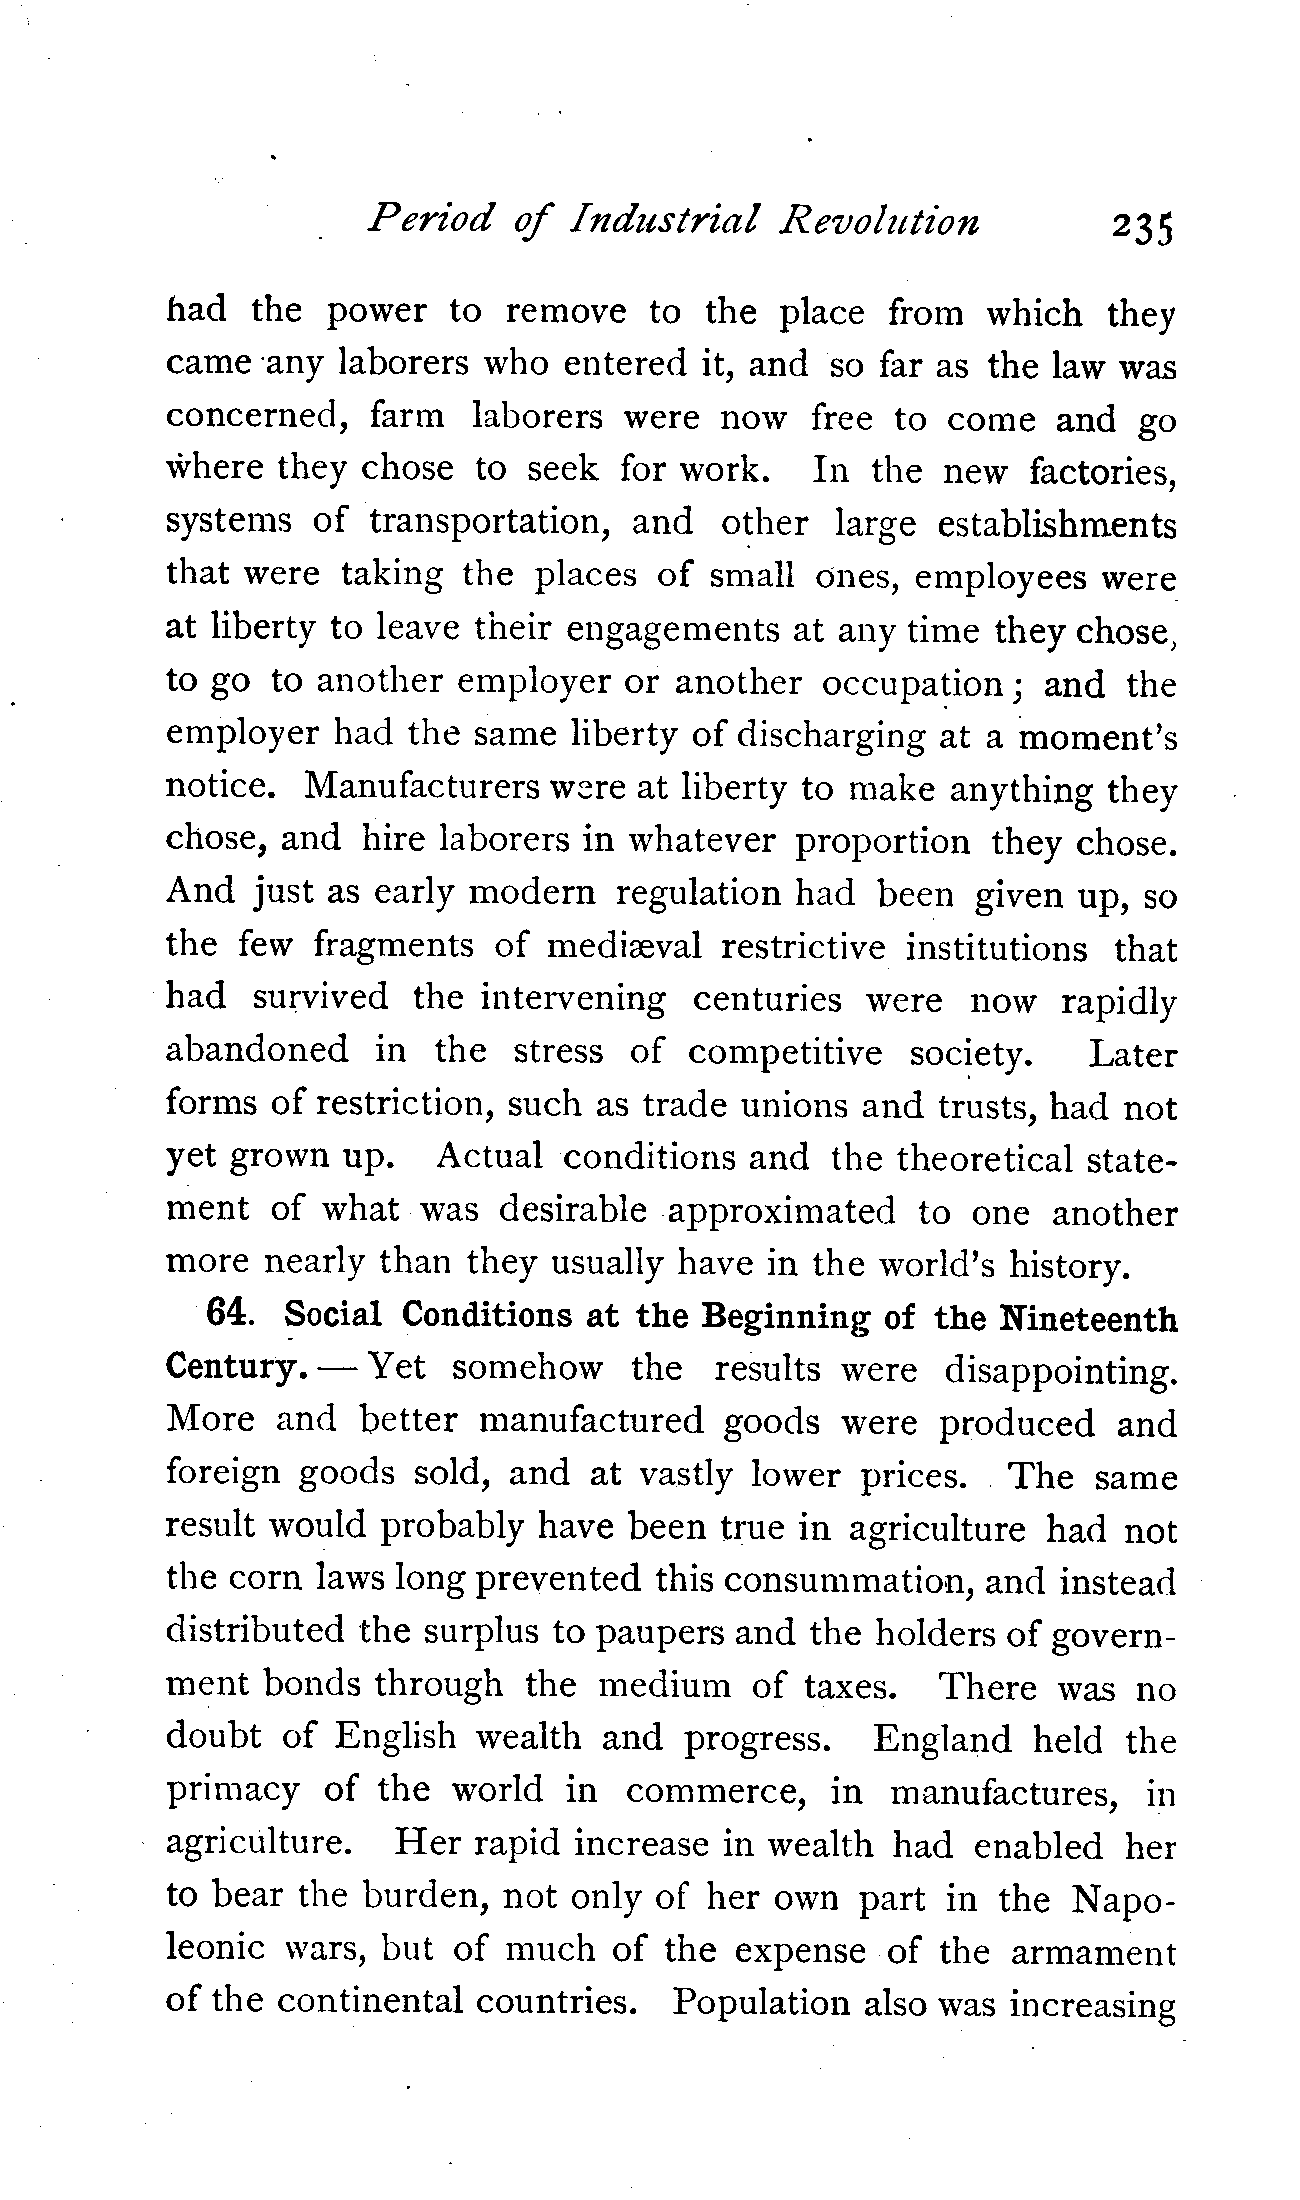 Period of Industrial Revolution 235
had the power to remove to the place from which they
came any laborers who entered it, and so far as the law was
concerned, farm laborers were now free to come and go
where they chose to seek for work. In the new factories,
systems of transportation, and other large establishments
that were taking the places of small ones, employees were
at liberty to leave their engagements at any time they chose,
to go to another employer or another occupation; and the
employer had the same liberty of discharging at a moment's
notice. Manufacturers were at liberty to make anything they
chose, and hire laborers in whatever proportion they chose.
And just as early modern regulation had been given up, so
the few fragments of mediæval restrictive institutions that
had survived the intervening centuries were now rapidly
abandoned in the stress of competitive society. Later
forms of restriction, such as trade unions and trusts, had not
yet grown up. Actual conditions and the theoretical state-
ment of what was desirable approximated to one another
more nearly than they usually have in the world's history.
64. Social Conditions at the Beginning of the Nineteenth
Century. — Yet somehow the results were disappointing.
More and better manufactured goods were produced and
foreign goods sold, and at vastly lower prices. The same
result would probably have been true in agriculture had not
the corn laws long prevented this consummation, and instead
distributed the surplus to paupers and the holders of govern-
ment bonds through the medium of taxes. There was no
doubt of English wealth and progress. England held the
primacy of the world in commerce, in manufactures, in
agriculture. Her rapid increase in wealth had enabled her
to bear the burden, not only of her own part in the Napo-
leonic wars, but of much of the expense of the armament
of the continental countries. Population also was increasing